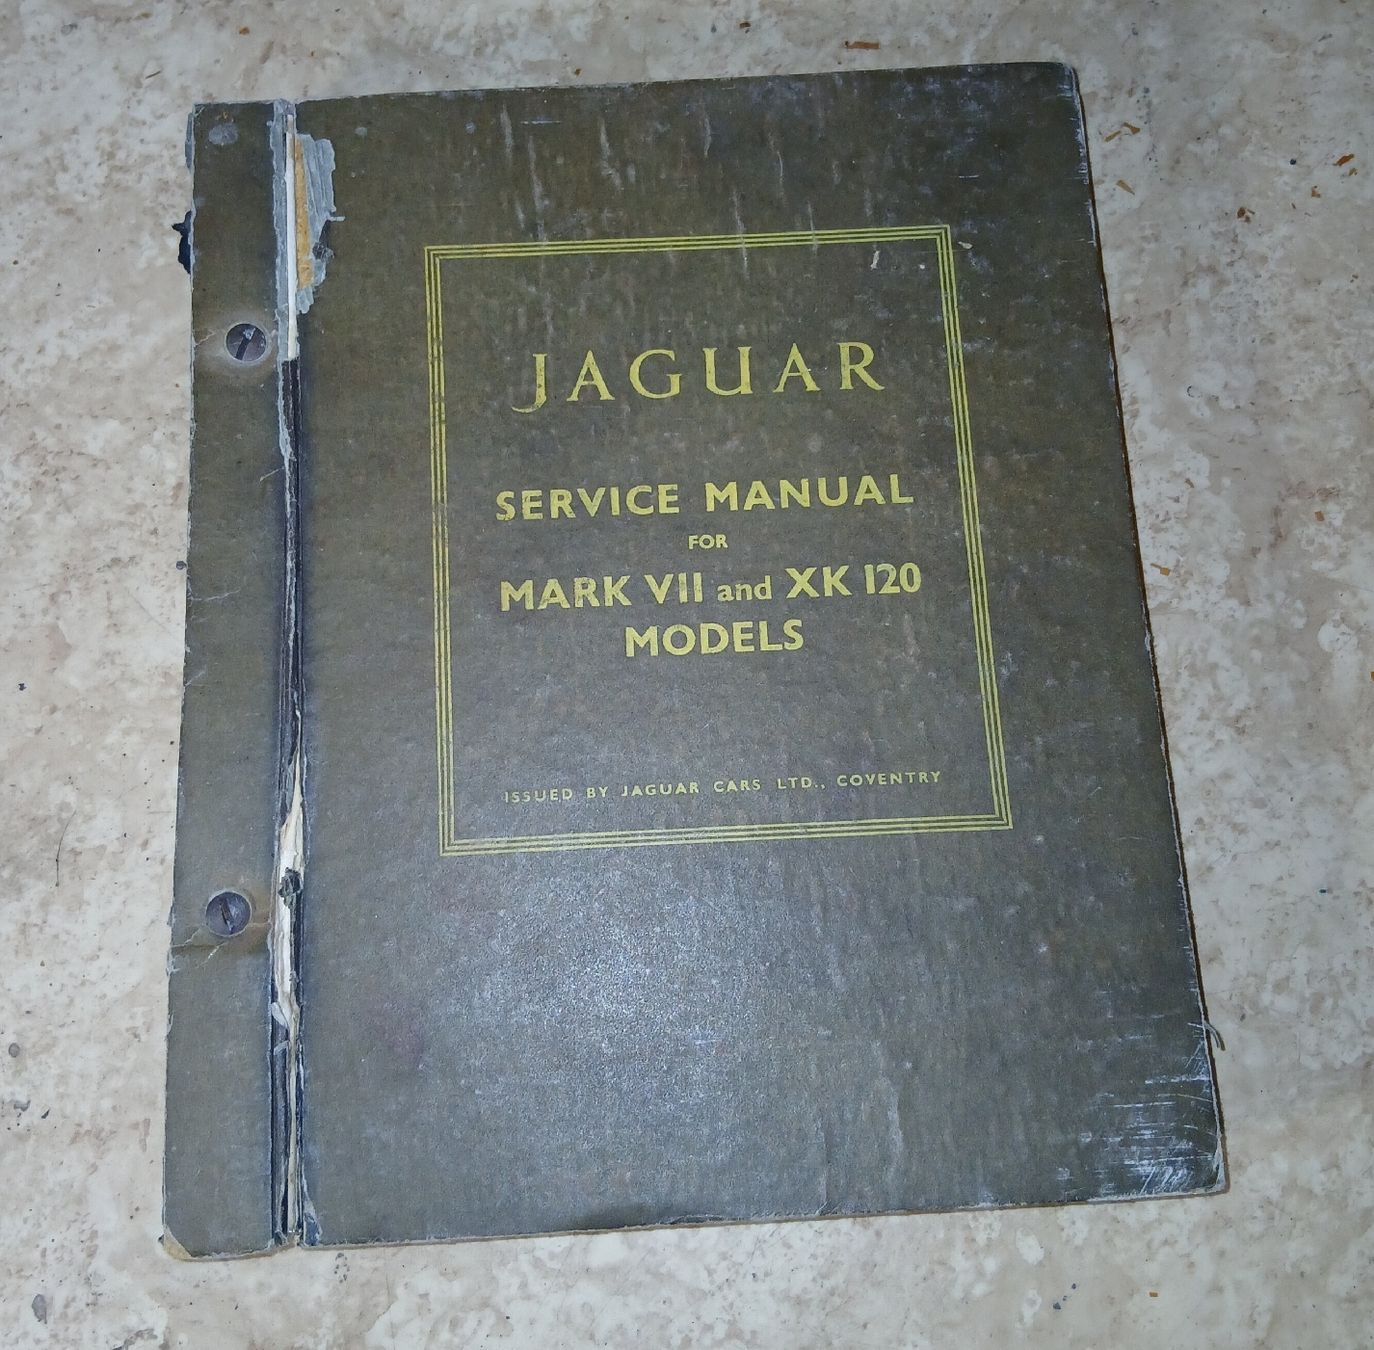 JAGUAR
SERVICE MANUAL
FOR
MARK VII and XK 120
MODELS
ISSUED BY JAGUAR CARS LTD., COVENTRY